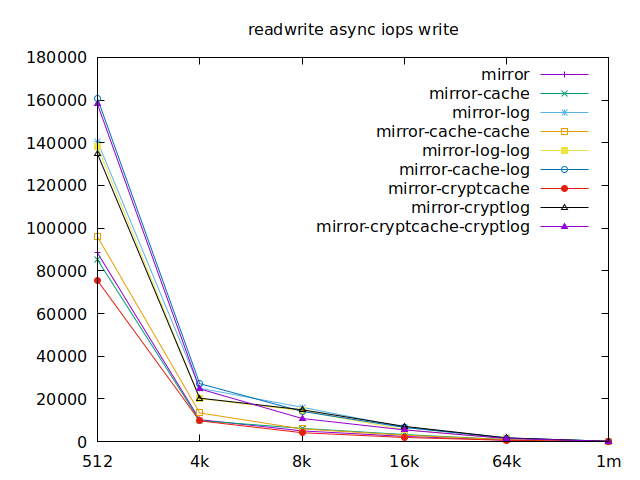 readwrite async iops write
180000
160000
140000
120000
100000
80000
60000
40000
20000
0
mirror
mirror-cache
mirror-log
mirror-cache-cache
mirror-log-log
mirror-cache-log
mirror-cryptcache
mirror-cryptlog
mirror-cryptcache-cryptlog
512 4k 8k 16k 64k 1m